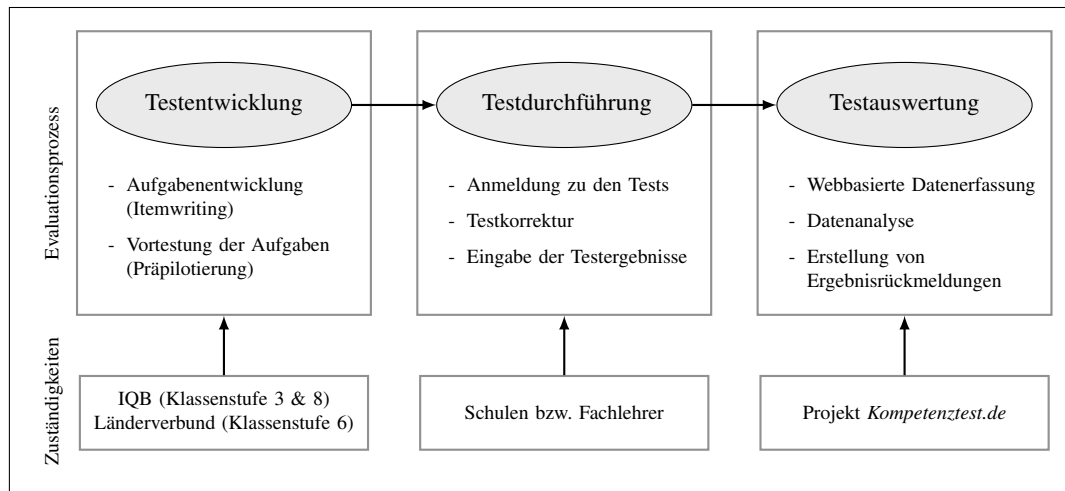 Evaluationsprozess
Testentwicklung
- Aufgabenentwicklung
(Itemwriting)
- Vortestung der Aufgaben
(Präpilotierung)
Testdurchführung
- Anmeldung zu den Tests
- Testkorrektur
- Eingabe der Testergebnisse
Testauswertung
- Webbasierte Datenerfassung
- Datenanalyse
- Erstellung von
Ergebnisrückmeldungen
Zuständigkeiten
IQB (Klassenstufe 3 & 8)
Länderverbund (Klassenstufe 6)
Schulen bzw. Fachlehrer
Projekt Kompetenztest.de